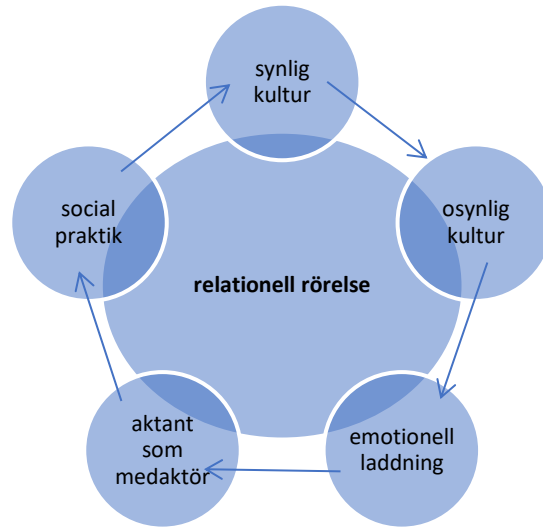 synlig
kultur
osynlig
kultur
emotionell
laddning
aktant
som
medaktör
social
praktik
relationell rörelse